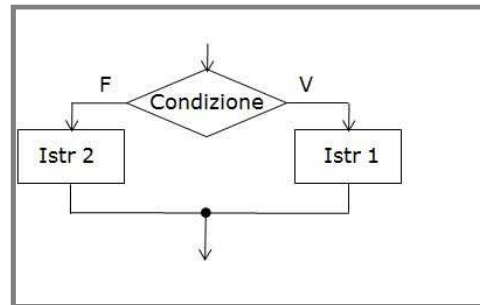 F
V
Condizione
Istr 2
Istr 1